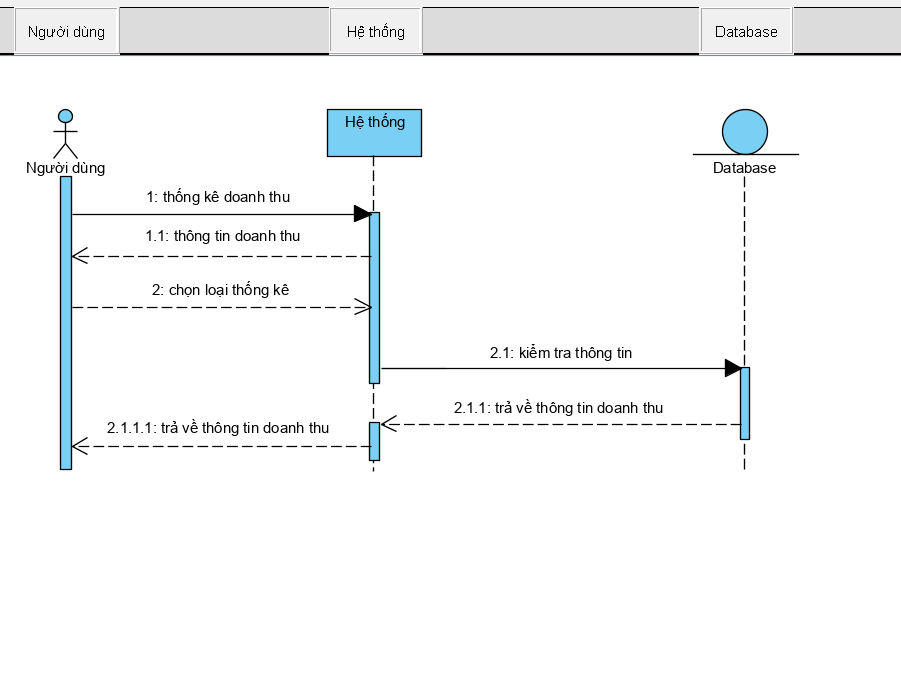 Người dùng
Hệ thống
Database
Hệ thống
Người dùng
Database
1: thống kê doanh thu
1.1: thông tin doanh thu
2: chọn loại thống kê
2.1: kiểm tra thông tin
2.1.1: trả về thông tin doanh thu
2.1.1.1: trả về thông tin doanh thu